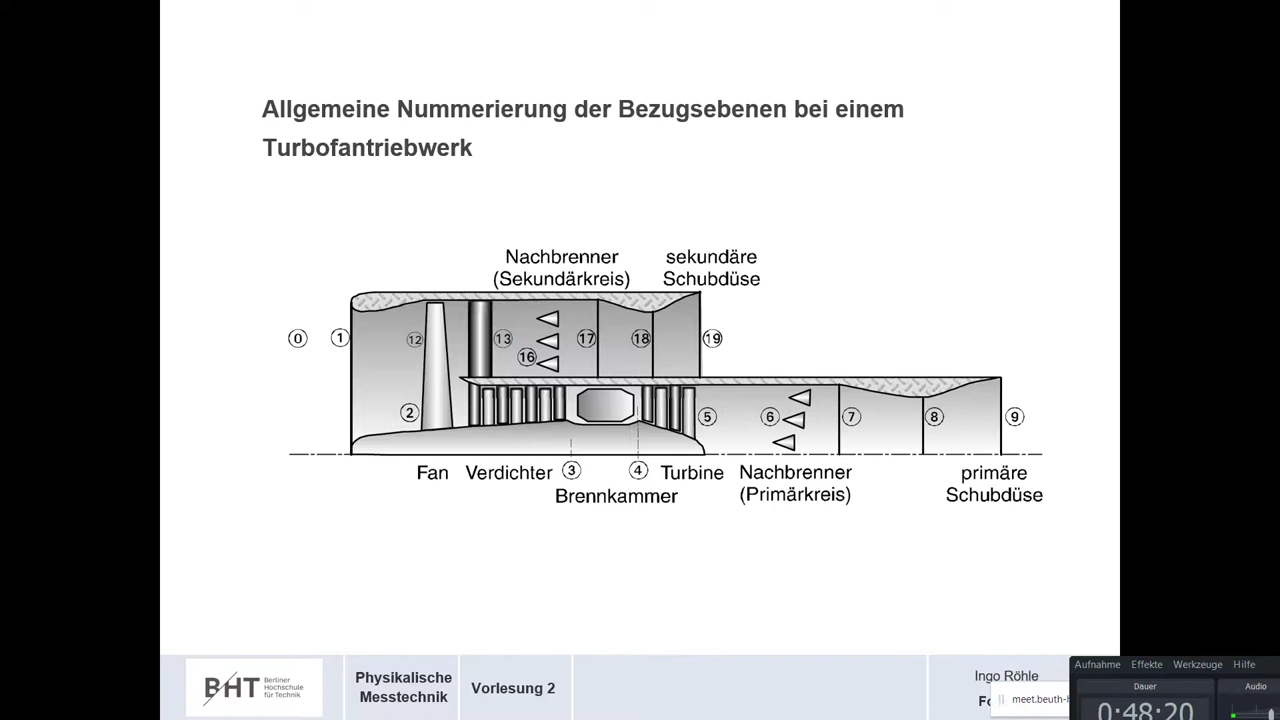 Allgemeine Nummerierung der Bezugsebenen bei einem
Turbofantriebwerk
Nachbrenner
(Sekundärkreis)
sekundäre
Schubdüse
0
1
12
13
16
17
18
19
2
5
6
7
8
9
Fan
Verdichter
3
4
Turbine
Brennkammer
Nachbrenner
(Primärkreis)
primäre
Schubdüse
BHT
Berliner
Hochschule
für Technik
Physikalische
Messtechnik
Vorlesung 2
Ingo Röhle
Aufnahme Effekte Werkzeuge Hilfe
Dauer
Audio
0:48:20